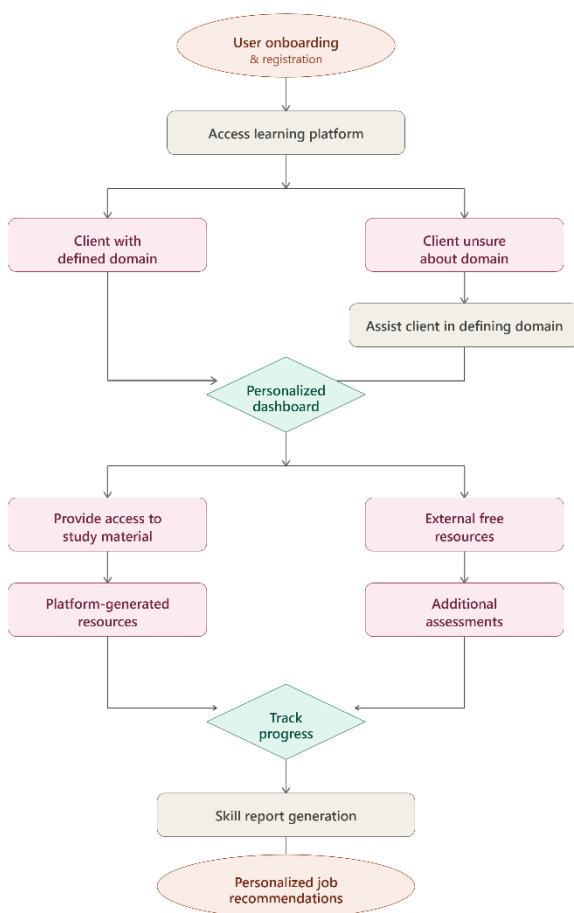 User onboarding
& registration
Access learning platform
Client with
defined domain
Client unsure
about domain
Assist client in defining domain
Personalized
dashboard
Provide access to
study material
External free
resources
Platform-generated
resources
Additional
assessments
Track
progress
Skill report generation
Personalized job
recommendations